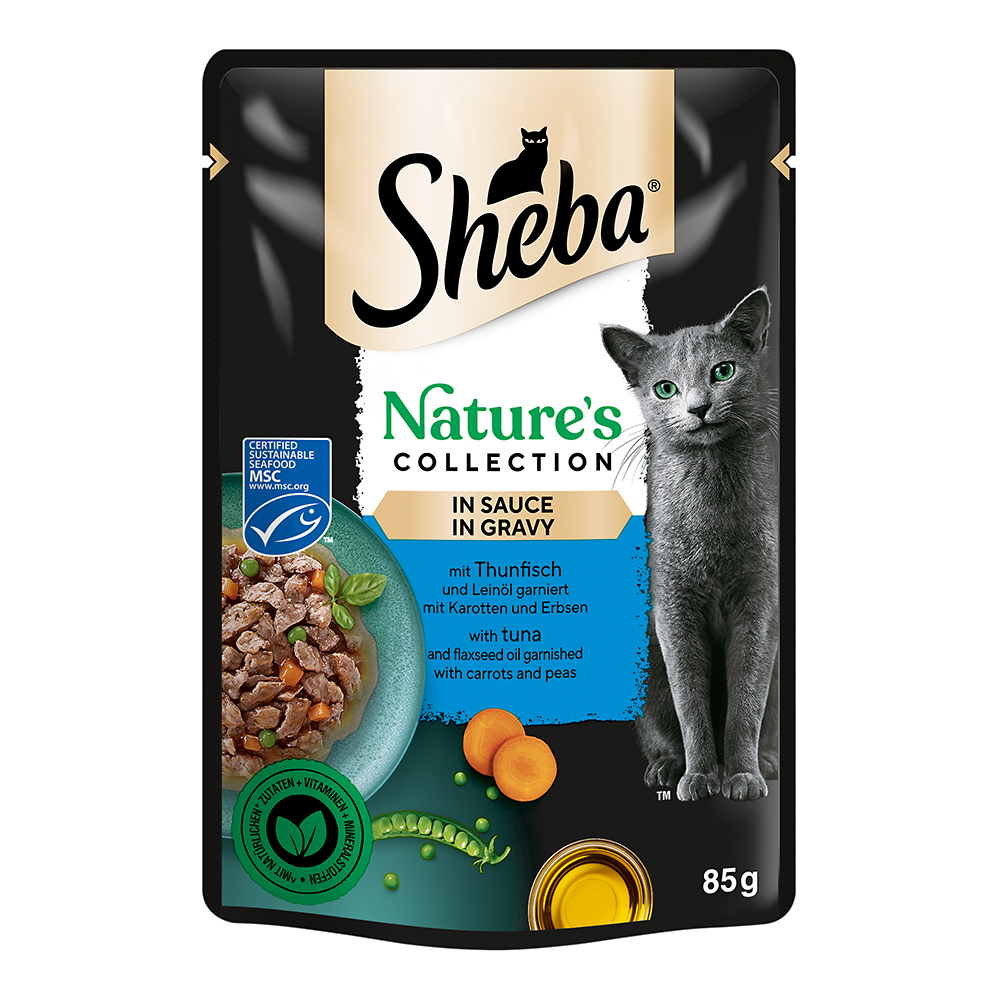 Sheba®
Nature's
COLLECTION
IN SAUCE
IN GRAVY
mit Thunfisch
und Leinöl garniert
mit Karotten und Erbsen
with tuna
and flaxseed oil garnished
with carrots and peas
CERTIFIED
SUSTAINABLE
SEAFOOD
MSC
www.msc.org
TM
TM
*MIT NATÜRLICHEN* ZUTATEN + VITAMINEN + MINERALSTOFFEN
85g